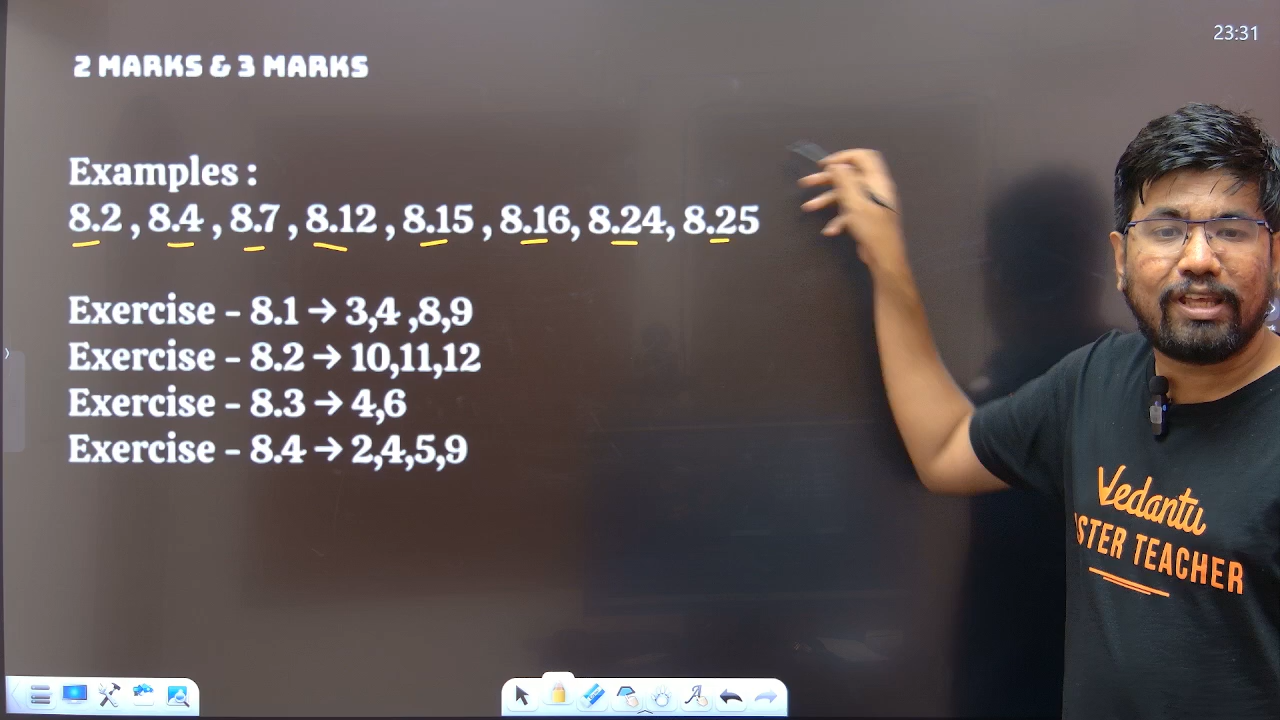 23:31
2 MARKS & 3 MARKS
Examples :
8.2 , 8.4 , 8.7 , 8.12 , 8.15 , 8.16, 8.24, 8.25
Exercise - 8.1 → 3,4 ,8,9
Exercise - 8.2 → 10,11,12
Exercise - 8.3 → 4,6
Exercise - 8.4 → 2,4,5,9
Vedantu
STER TEACHER